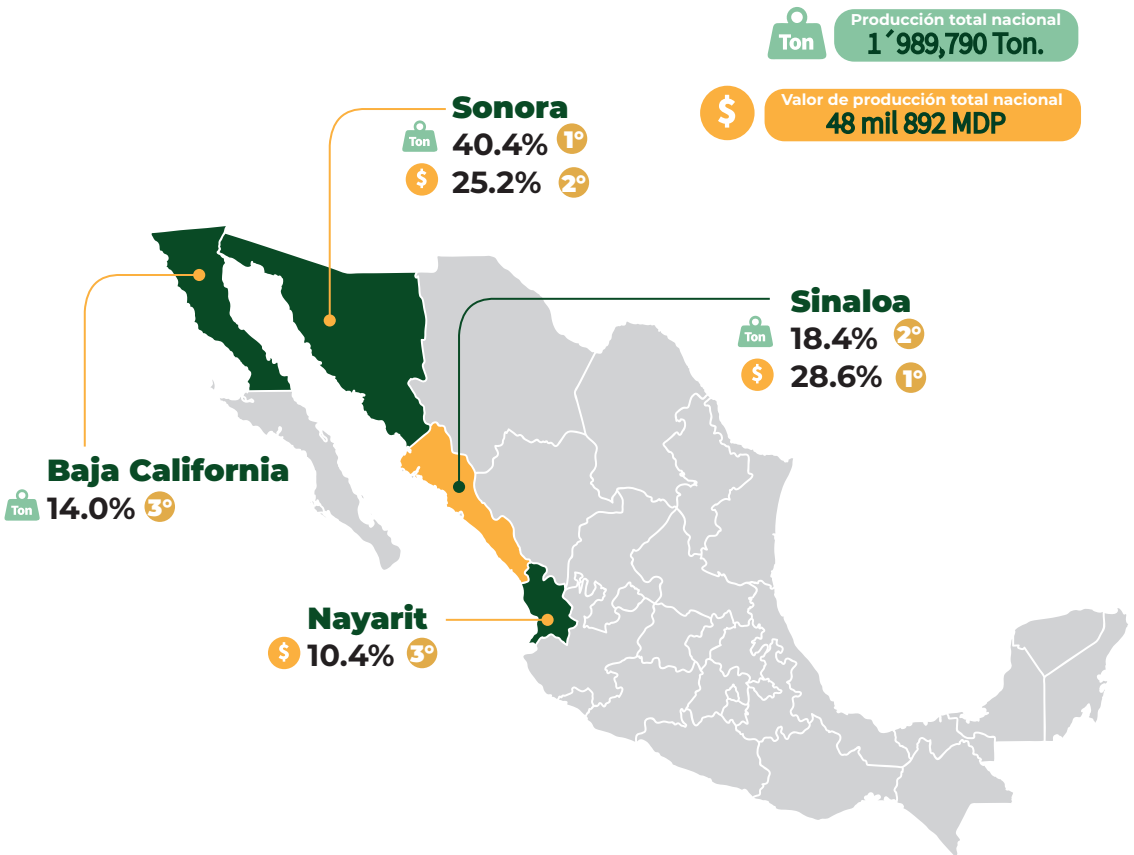 Producción total nacional
Ton
1´989,790 Ton.
$
Valor de producción total nacional
48 mil 892 MDP
Sonora
Ton 40.4% 1°
$ 25.2% 2°
Sinaloa
Ton 18.4% 2°
$ 28.6% 1°
Baja California
Ton 14.0% 3°
Nayarit
$ 10.4% 3°